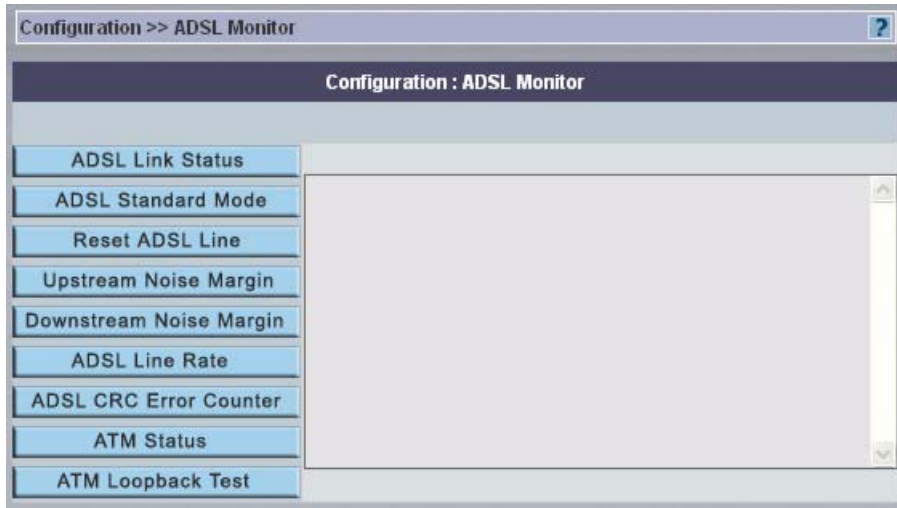 Configuration >> ADSL Monitor
?
Configuration : ADSL Monitor
ADSL Link Status
ADSL Standard Mode
Reset ADSL Line
Upstream Noise Margin
Downstream Noise Margin
ADSL Line Rate
ADSL CRC Error Counter
ATM Status
ATM Loopback Test